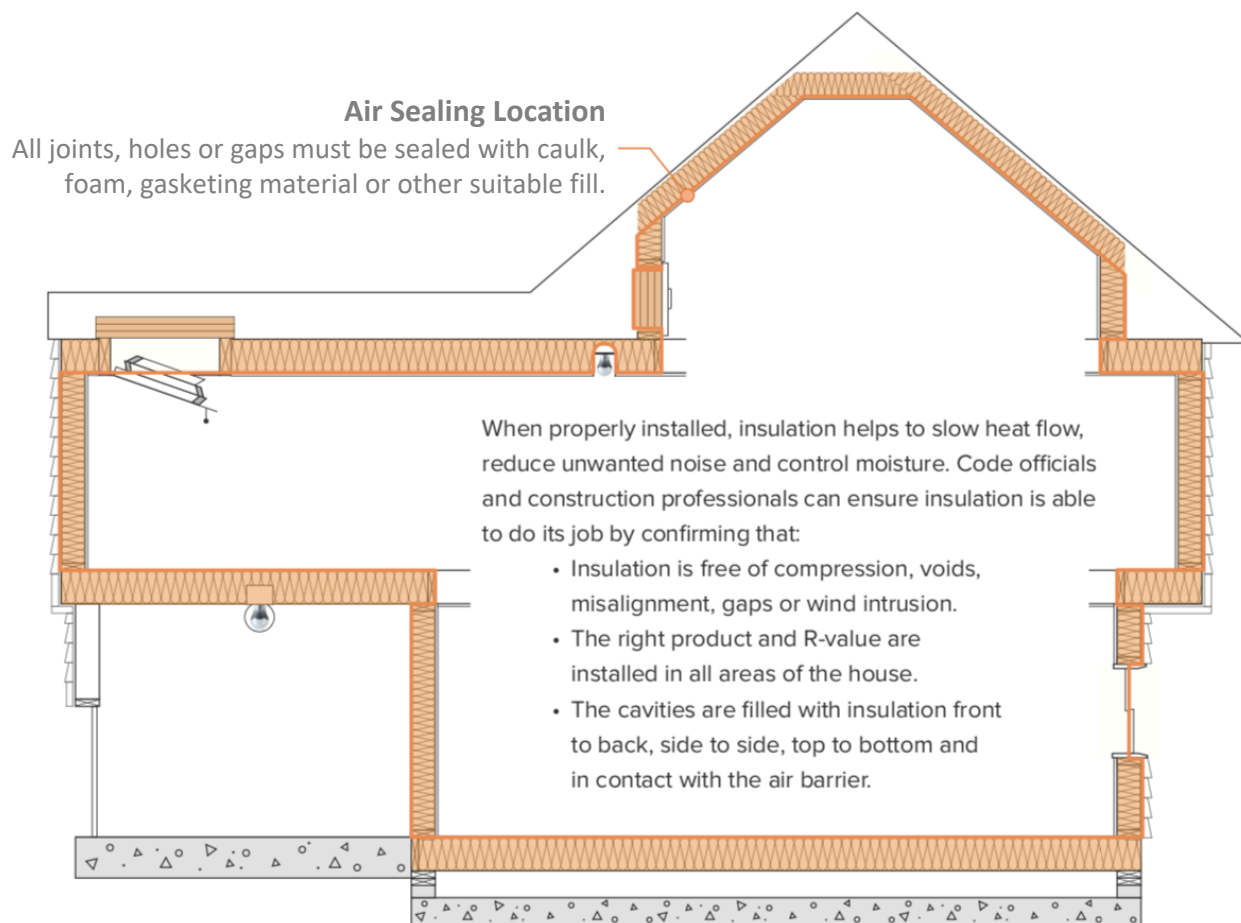 Air Sealing Location
All joints, holes or gaps must be sealed with caulk,
foam, gasketing material or other suitable fill.
When properly installed, insulation helps to slow heat flow,
reduce unwanted noise and control moisture. Code officials
and construction professionals can ensure insulation is able
to do its job by confirming that:
• Insulation is free of compression, voids,
misalignment, gaps or wind intrusion.
• The right product and R-value are
installed in all areas of the house.
• The cavities are filled with insulation front
to back, side to side, top to bottom and
in contact with the air barrier.